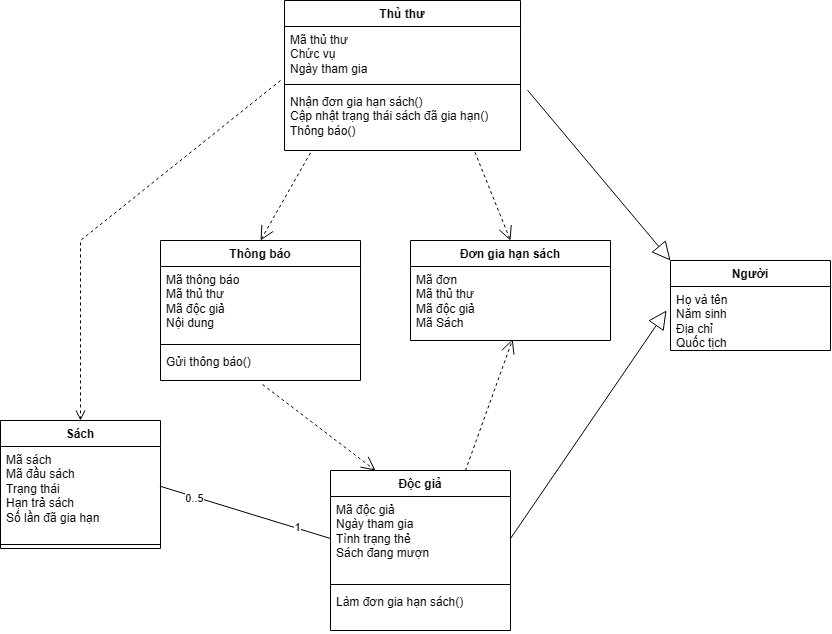 Thủ thư
Mã thủ thư
Chức vụ
Ngày tham gia
Nhận đơn gia hạn sách()
Cập nhật trạng thái sách đã gia hạn()
Thông báo()
Thông báo
Mã thông báo
Mã thủ thư
Mã độc giả
Nội dung
Gửi thông báo()
Đơn gia hạn sách
Mã đơn
Mã thủ thư
Mã độc giả
Mã Sách
Người
Họ và tên
Năm sinh
Địa chỉ
Quốc tịch
Sách
Mã sách
Mã đầu sách
Trạng thái
Hạn trả sách
Số lần đã gia hạn
0..5
1
Độc giả
Mã độc giả
Ngày tham gia
Tình trạng thẻ
Sách đang mượn
Làm đơn gia hạn sách()